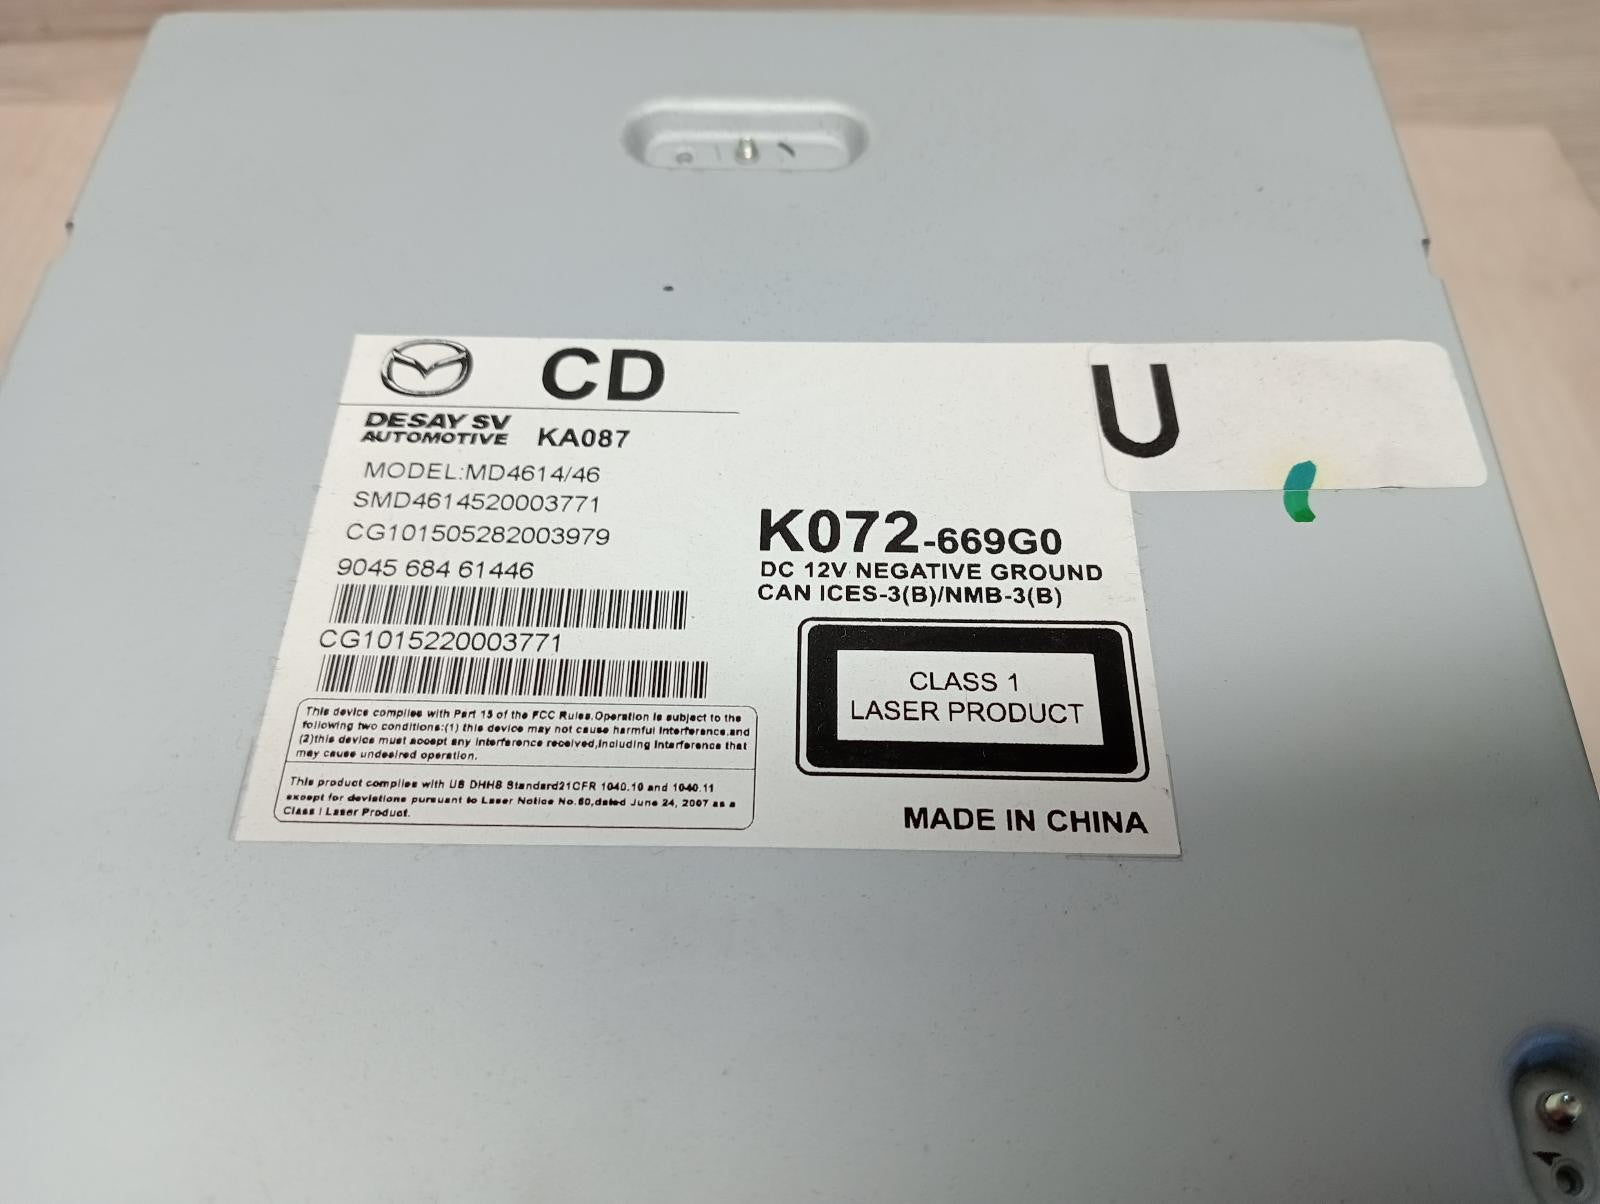 CD
U
DESAY SV
AUTOMOTIVE KA087
MODEL:MD4614/46
SMD4614520003771
CG101505282003979
9045 684 61446
CG1015220003771
This device complies with Part 15 of the FCC Rules.Operation is subject to the
following two conditions:(1) this device may not cause harmful interference,and
(2)this device must accept any interference received,including interference that
may cause undesired operation.
This product complies with US DHHS Standard21CFR 1040.10 and 1040.11
except for deviations pursuant to Laser Notice No.50,dated June 24, 2007 as a
Class I Laser Product.
K072-669G0
DC 12V NEGATIVE GROUND
CAN ICES-3(B)/NMB-3(B)
CLASS 1
LASER PRODUCT
MADE IN CHINA